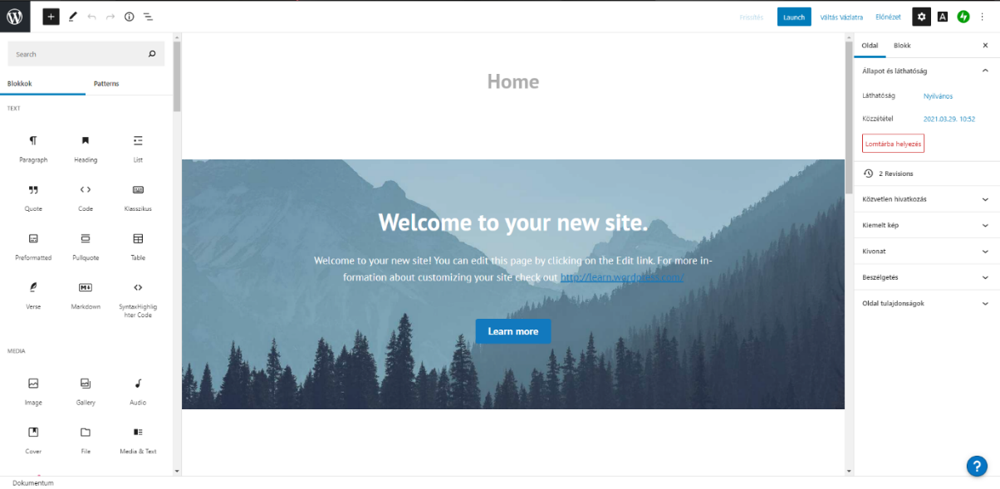 Frissítés
Launch
Váltás Vázlatra
Előnézet
A
Search
Blokkok
Patterns
TEXT
Paragraph
Heading
List
Quote
Code
Klasszikus
Preformatted
Pullquote
Table
Verse
Markdown
SyntaxHighlig
hter Code
MEDIA
Image
Gallery
Audio
Cover
File
Media & Text
Dokumentum
Home
Welcome to your new site.
Welcome to your new site! You can edit this page by clicking on the Edit link. For more in-
formation about customizing your site check out http://learn.wordpress.com/
Learn more
Oldal
Blokk
Állapot és láthatóság
Láthatóság
Nyilvános
Közzététel
2021.03.29. 10:52
Lomtárba helyezés
2 Revisions
Közvetlen hivatkozás
Kiemelt kép
Kivonat
Beszélgetés
Oldal tulajdonságok
?